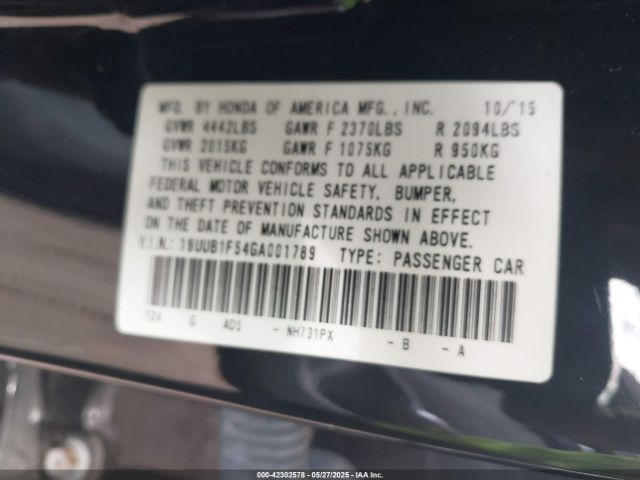 MFD. BY HONDA OF AMERICA MFG., INC. 10/15
GVWR 4442LBS GAWR F 2370LBS R 2094LBS
GVWR 2015KG GAWR F 1075KG R 950KG
THIS VEHICLE CONFORMS TO ALL APPLICABLE
FEDERAL MOTOR VEHICLE SAFETY, BUMPER,
AND THEFT PREVENTION STANDARDS IN EFFECT
ON THE DATE OF MANUFACTURE SHOWN ABOVE.
V.I.N.: 19UUB1F54GA001789 TYPE: PASSENGER CAR
G AD5 - NH731PX - B - A
000-42302578 - 05/27/2025 - IAA Inc.